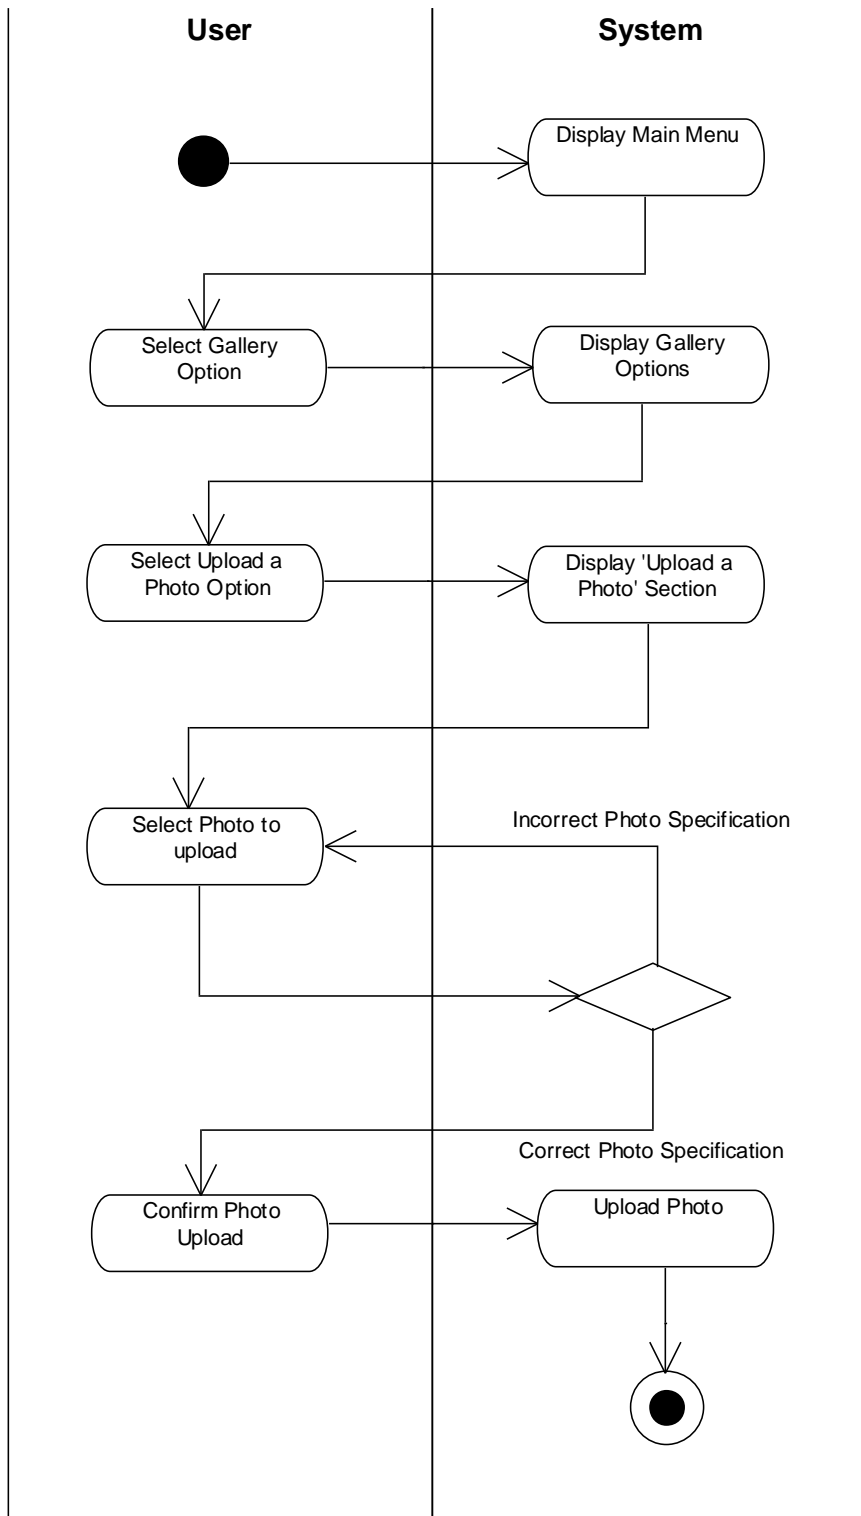 User
System
Display Main Menu
Select Gallery
Option
Display Gallery
Options
Select Upload a
Photo Option
Display 'Upload a
Photo' Section
Select Photo to
upload
Incorrect Photo Specification
Correct Photo Specification
Confirm Photo
Upload
Upload Photo